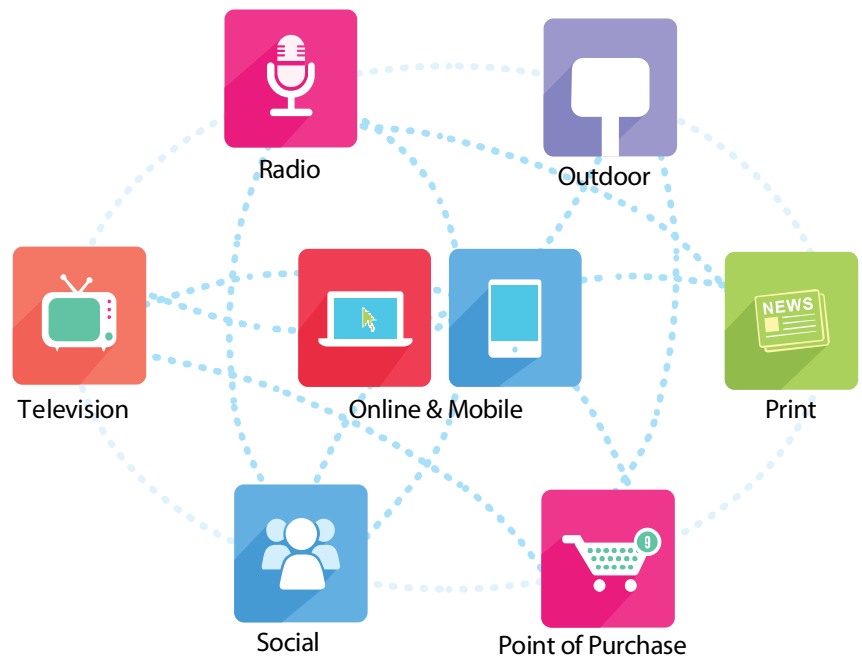 Radio
Outdoor
NEWS
Television
Online & Mobile
Print
9
Social
Point of Purchase